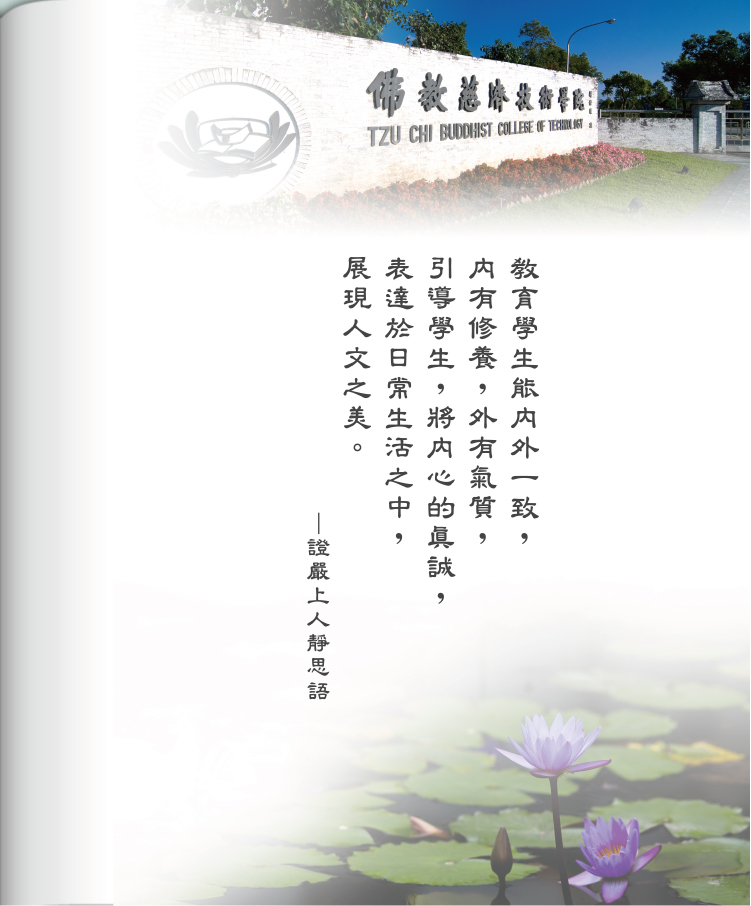 佛教慈濟技術學院
TZU CHI BUDDHIST COLLEGE OF TECHNOLOGY
教育學生能內外一致，
內有修養，外有氣質，
引導學生，將內心的真誠，
表達於日常生活之中，
展現人文之美。
—證嚴上人靜思語